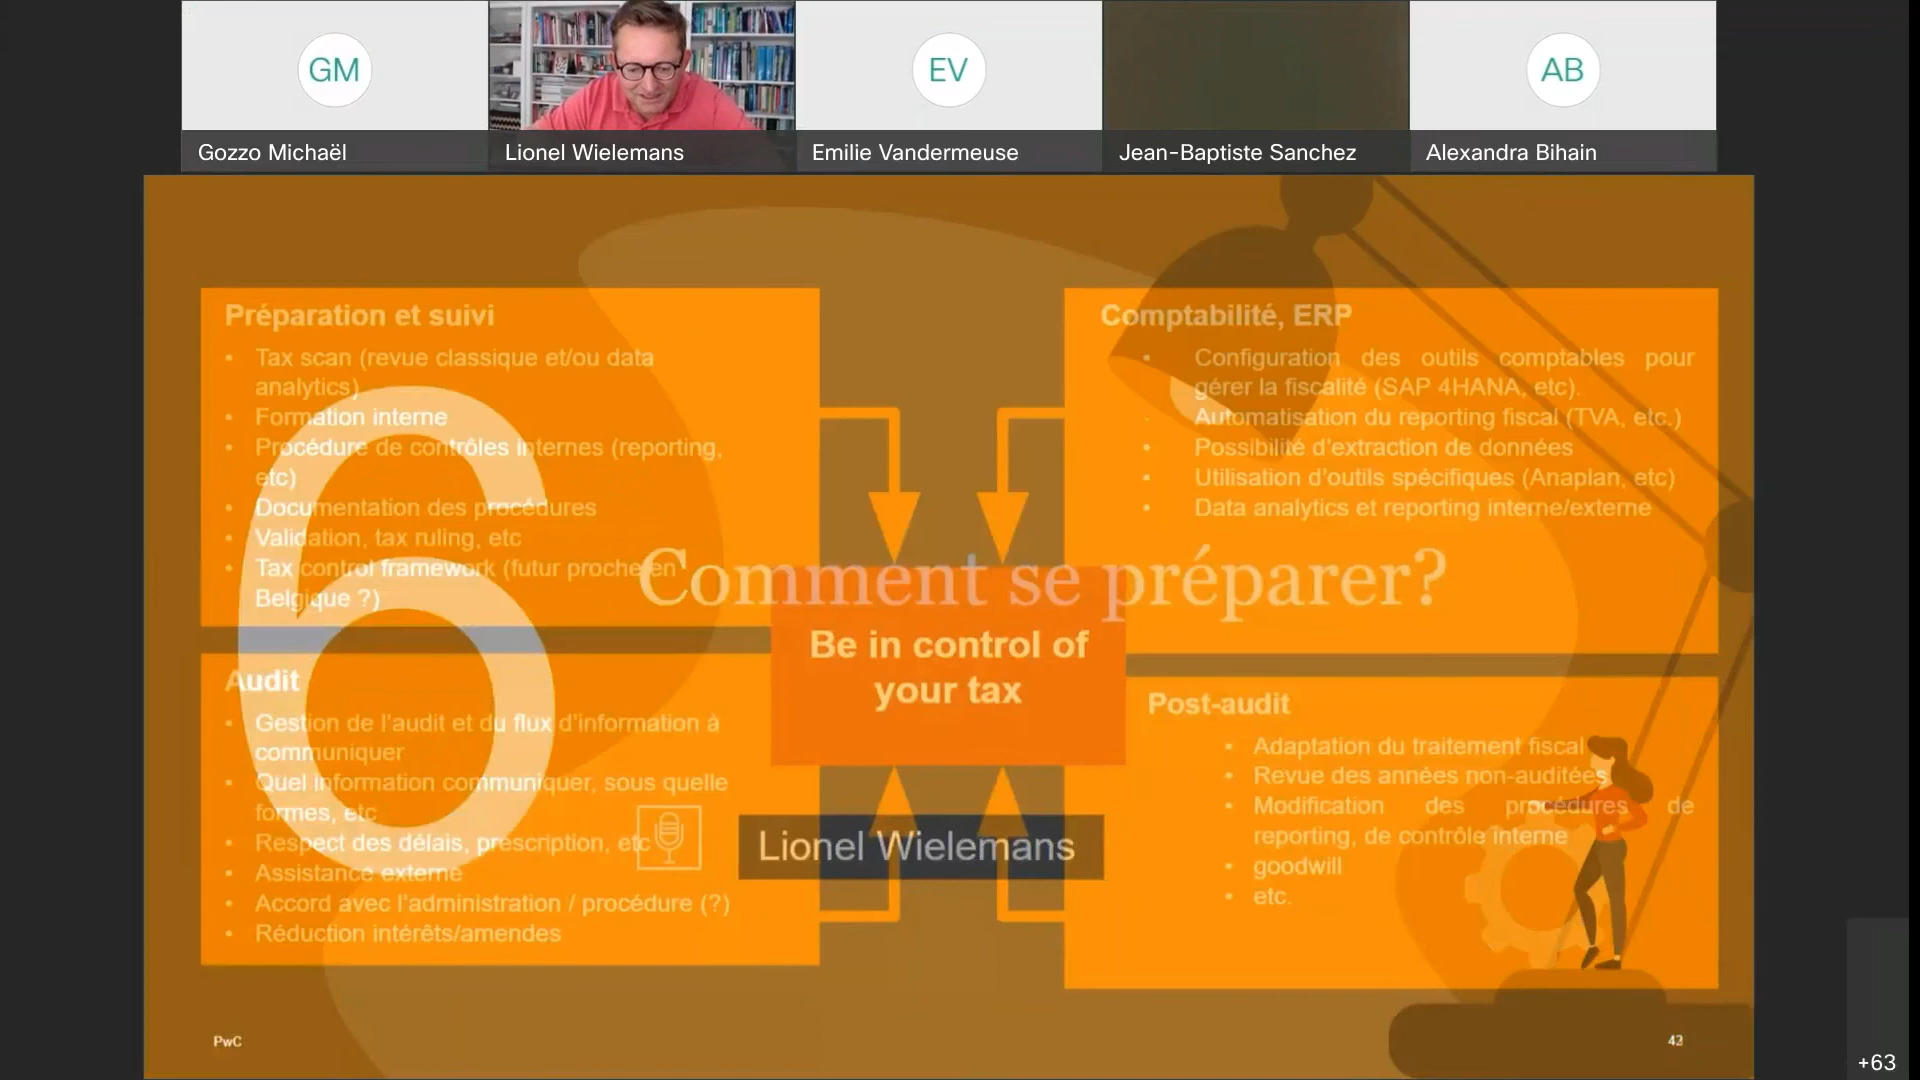 GM
EV
AB
Gozzo Michaël
Lionel Wielemans
Emilie Vandermeuse
Jean-Baptiste Sanchez
Alexandra Bihain
Préparation et suivi
• Tax scan (revue classique et/ou data
analytics)
• Formation interne
• Procédure de contrôles internes (reporting,
etc)
• Documentation des procédures
• Validation, tax ruling, etc
• Tax control framework (futur proche en
Belgique ?)
Comptabilité, ERP
• Configuration des outils comptables pour
gérer la fiscalité (SAP 4HANA, etc).
• Automatisation du reporting fiscal (TVA, etc.)
• Possibilité d'extraction de données
• Utilisation d'outils spécifiques (Anaplan, etc)
• Data analytics et reporting interne/externe
6
Comment se préparer?
Be in control of
your tax
Audit
• Gestion de l'audit et du flux d'information à
communiquer
• Quel information communiquer, sous quelle
formes, etc
• Respect des délais, prescription, etc
• Assistance externe
• Accord avec l'administration / procédure (?)
• Réduction intérêts/amendes
Post-audit
• Adaptation du traitement fiscal
• Revue des années non-auditées
• Modification des procédures de
reporting, de contrôle interne
• goodwill
• etc.
Lionel Wielemans
PwC
+63